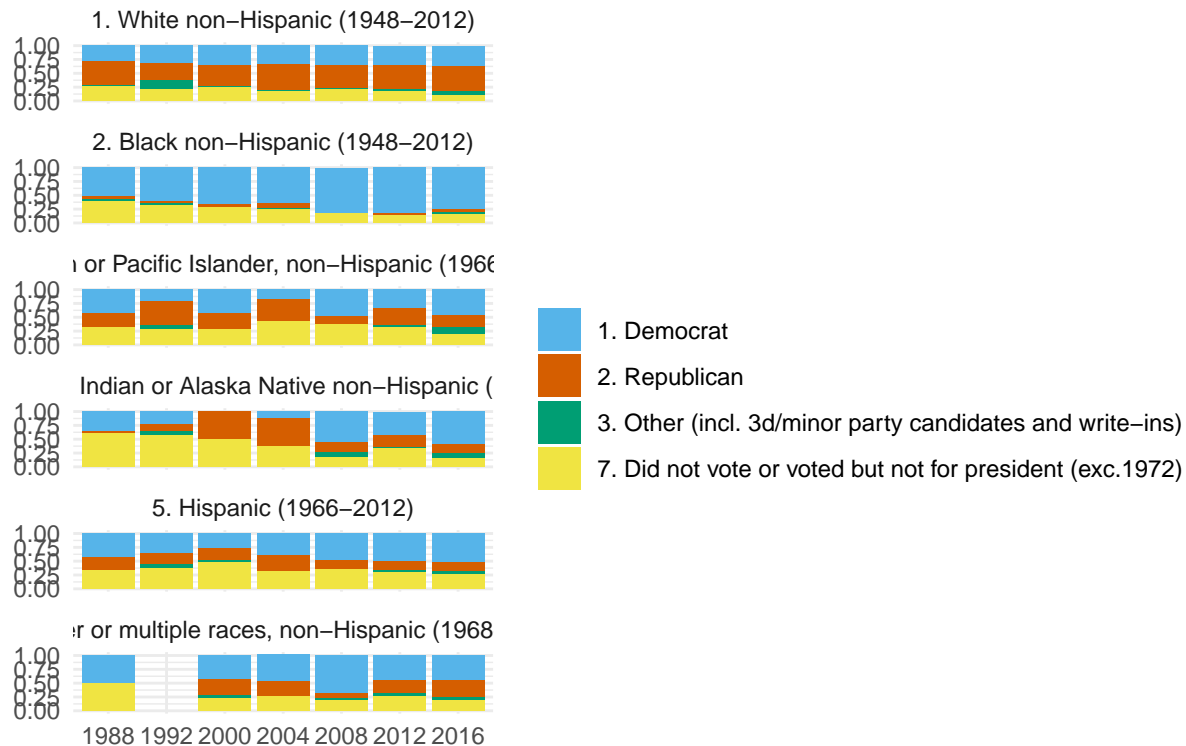 1. White non−Hispanic (1948−2012)
1.00
0.75
0.50
0.25
0.00
2. Black non−Hispanic (1948−2012)
1.00
0.75
0.50
0.25
0.00
or Pacific Islander, non−Hispanic (1966
1.00
0.75
0.50
0.25
0.00
Indian or Alaska Native non−Hispanic (
1.00
0.75
0.50
0.25
0.00
5. Hispanic (1966−2012)
1.00
0.75
0.50
0.25
0.00
er or multiple races, non−Hispanic (1968
1.00
0.75
0.50
0.25
0.00
1988 1992 2000 2004 2008 2012 2016
1. Democrat
2. Republican
3. Other (incl. 3d/minor party candidates and write−ins)
7. Did not vote or voted but not for president (exc.1972)